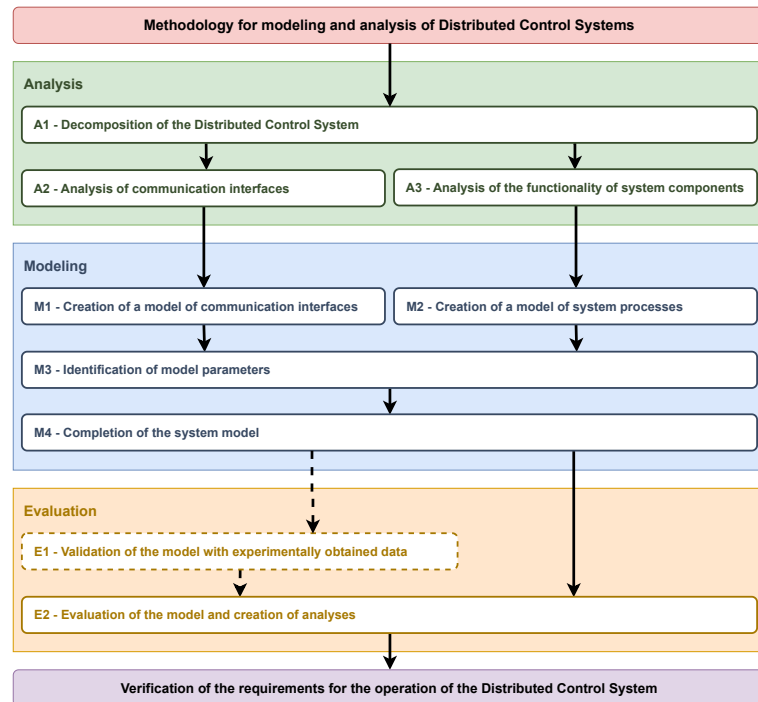 Methodology for modeling and analysis of Distributed Control Systems
Analysis
A1 - Decomposition of the Distributed Control System
A2 - Analysis of communication interfaces
A3 - Analysis of the functionality of system components
Modeling
M1 - Creation of a model of communication interfaces
M2 - Creation of a model of system processes
M3 - Identification of model parameters
M4 - Completion of the system model
Evaluation
E1 - Validation of the model with experimentally obtained data
E2 - Evaluation of the model and creation of analyses
Verification of the requirements for the operation of the Distributed Control System